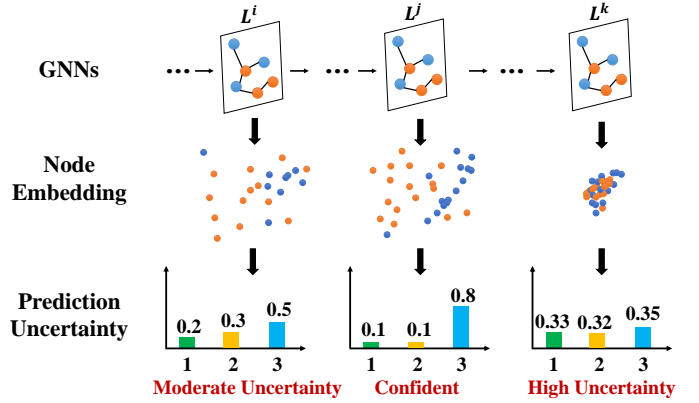 L^i L^j L^k
GNNs
Node
Embedding
Prediction
Uncertainty
0.2 0.3 0.5
1 2 3
Moderate Uncertainty
0.1 0.1 0.8
1 2 3
Confident
0.33 0.32 0.35
1 2 3
High Uncertainty